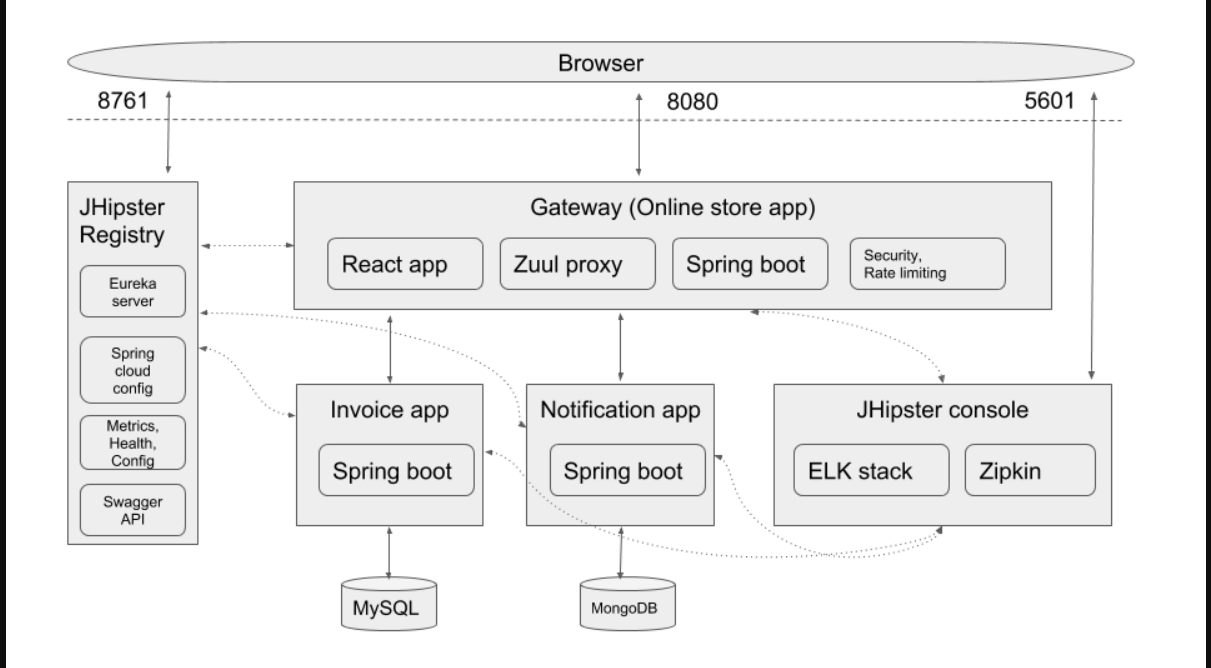 Browser
8761
8080
5601
JHipster
Registry
Eureka
server
Spring
cloud
config
Metrics,
Health,
Config
Swagger
API
Gateway (Online store app)
React app
Zuul proxy
Spring boot
Security,
Rate limiting
Invoice app
Spring boot
Notification app
Spring boot
JHipster console
ELK stack
Zipkin
MySQL
MongoDB